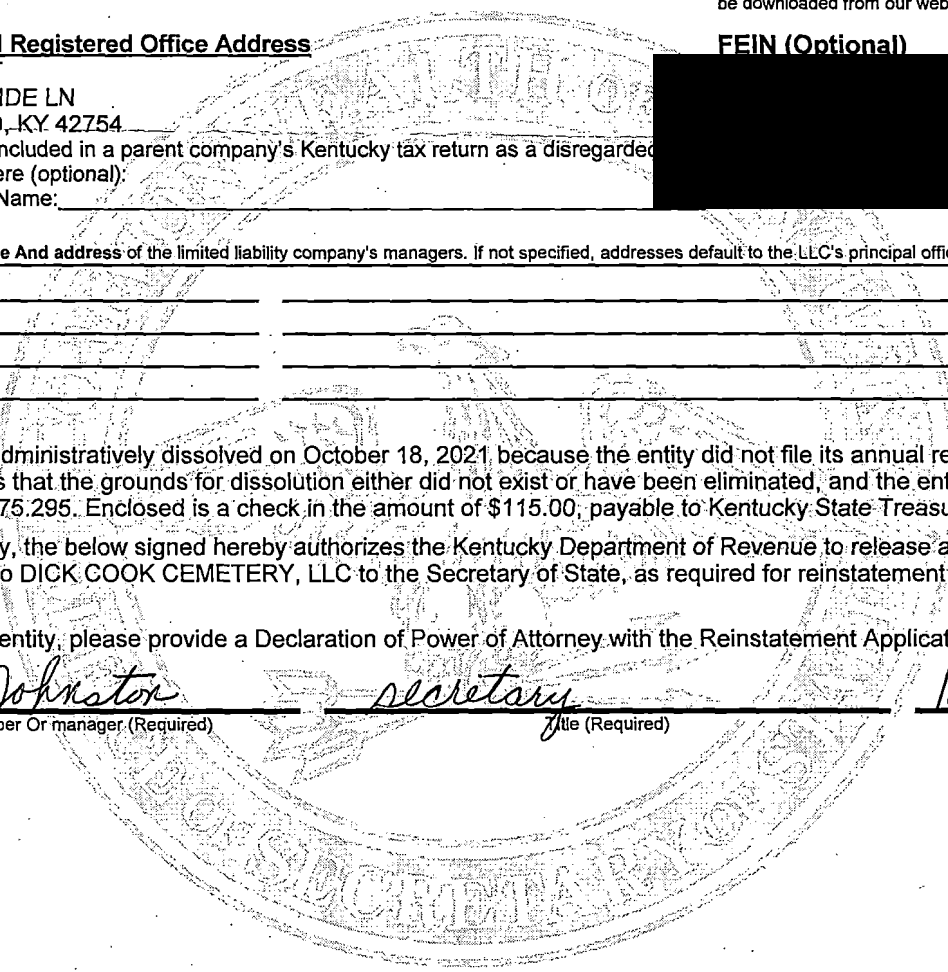 be downloaded from our web
l Registered Office Address
FEIN (Optional)
IDE LN
, KY 42754
ncluded in a parent company's Kentucky tax return as a disregarded
ere (optional):
Name:
e And address of the limited liability company's managers. If not specified, addresses default to the LLC's principal offi
dministratively dissolved on October 18, 2021 because the entity did not file its annual re
s that the grounds for dissolution either did not exist or have been eliminated, and the ent
75.295. Enclosed is a check in the amount of $115.00, payable to Kentucky State Treasu
y, the below signed hereby authorizes the Kentucky Department of Revenue to release a
o DICK COOK CEMETERY, LLC to the Secretary of State, as required for reinstatement
entity, please provide a Declaration of Power of Attorney with the Reinstatement Applicat
Johnston secretary
ber Or manager (Required) Title (Required)
SECRETARY OF S